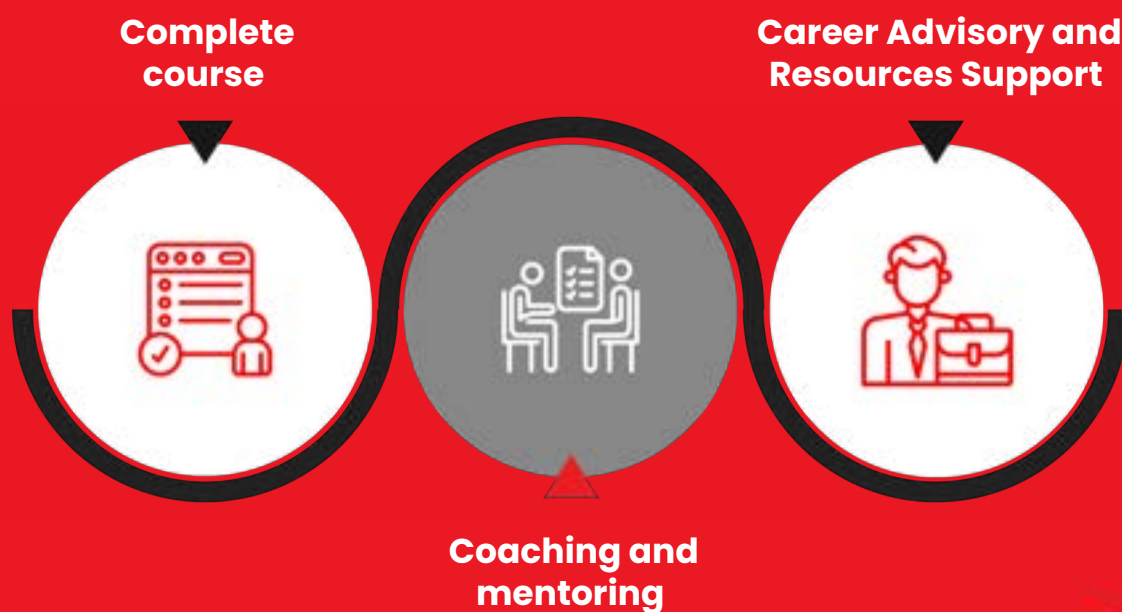 Complete
course
Career Advisory and
Resources Support
Coaching and
mentoring